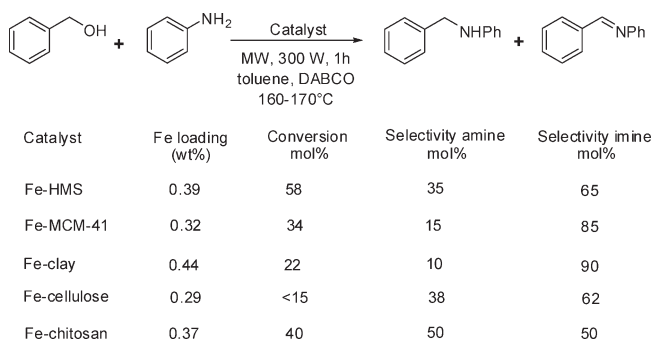 OH
+
NH2
Catalyst
MW, 300 W, 1h
toluene, DABCO
160-170°C
NHPh
+
NPh
Catalyst Fe loading (wt%) Conversion mol% Selectivity amine mol% Selectivity imine mol%
Fe-HMS 0.39 58 35 65
Fe-MCM-41 0.32 34 15 85
Fe-clay 0.44 22 10 90
Fe-cellulose 0.29 <15 38 62
Fe-chitosan 0.37 40 50 50